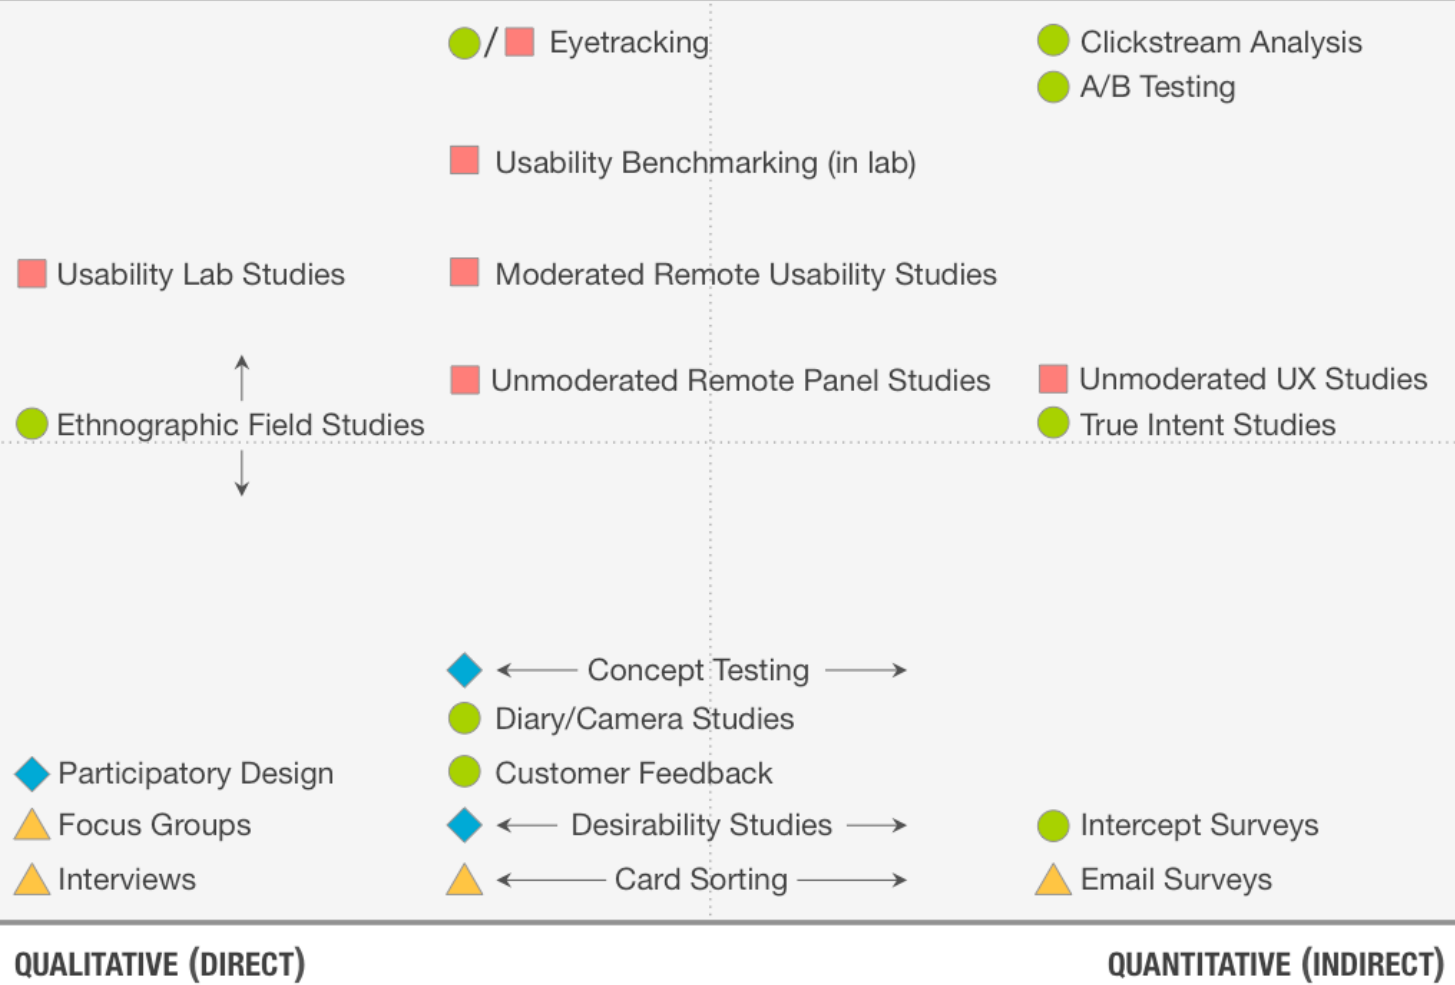 / Eyetracking
Clickstream Analysis
A/B Testing
Usability Benchmarking (in lab)
Usability Lab Studies
Moderated Remote Usability Studies
Unmoderated Remote Panel Studies
Unmoderated UX Studies
Ethnographic Field Studies
True Intent Studies
Concept Testing
Diary/Camera Studies
Participatory Design
Customer Feedback
Focus Groups
Desirability Studies
Intercept Surveys
Interviews
Card Sorting
Email Surveys
QUALITATIVE (DIRECT)
QUANTITATIVE (INDIRECT)